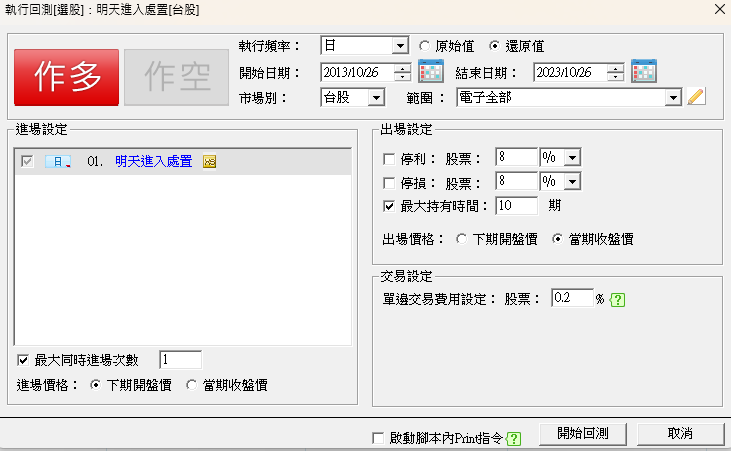 執行回測[選股]：明天進入處置[台股]
作多 作空
執行頻率： 日 原始值 還原值
開始日期： 2013/10/26 結束日期： 2023/10/26
市場別： 台股 範圍： 電子全部
進場設定
日 01. 明天進入處置
最大同時進場次數 1
進場價格： 下期開盤價 當期收盤價
出場設定
停利： 股票： 8 %
停損： 股票： 8 %
最大持有時間： 10 期
出場價格： 下期開盤價 當期收盤價
交易設定
單邊交易費用設定： 股票： 0.2 % ?
啟動腳本內Print指令 ? 開始回測 取消